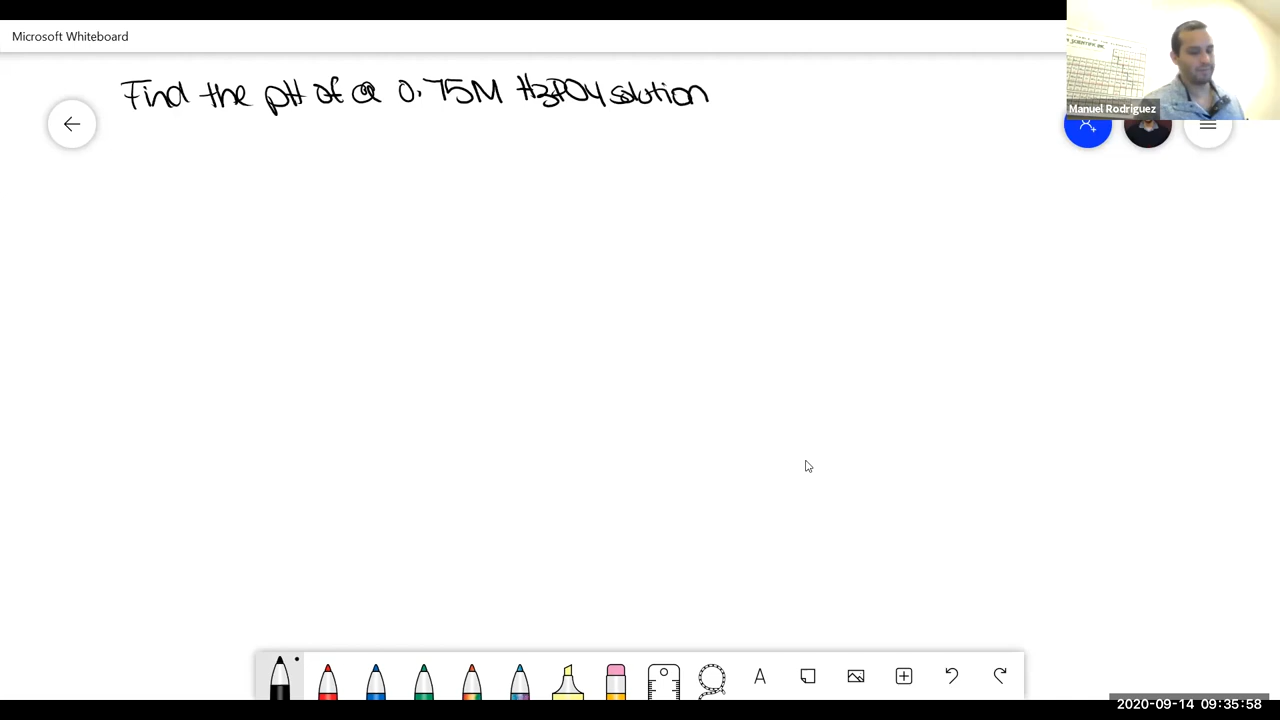 Microsoft Whiteboard
Find the pH of a 0.75M H3PO4 solution
Manuel Rodriguez
2020-09-14 09:35:58